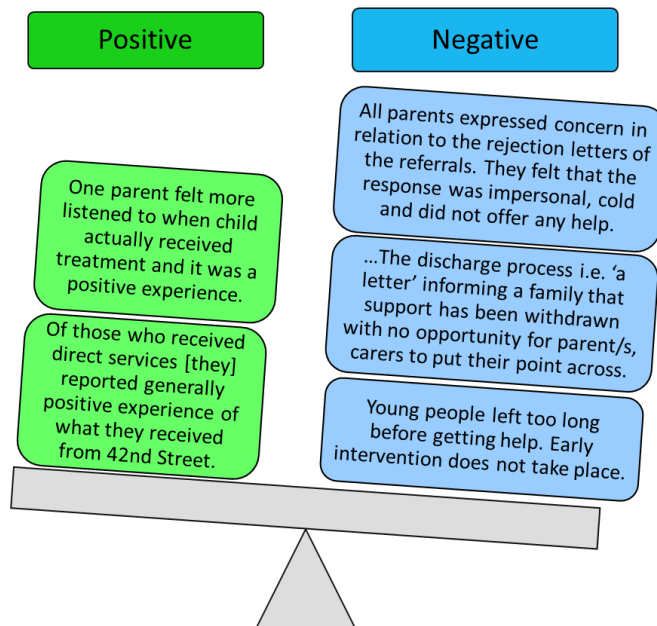 Positive
Negative
One parent felt more
listened to when child
actually received
treatment and it was a
positive experience.
Of those who received
direct services [they]
reported generally
positive experience of
what they received
from 42nd Street.
All parents expressed concern in
relation to the rejection letters of
the referrals. They felt that the
response was impersonal, cold
and did not offer any help.
...The discharge process i.e. ‘a
letter’ informing a family that
support has been withdrawn
with no opportunity for parent/s,
carers to put their point across.
Young people left too long
before getting help. Early
intervention does not take place.